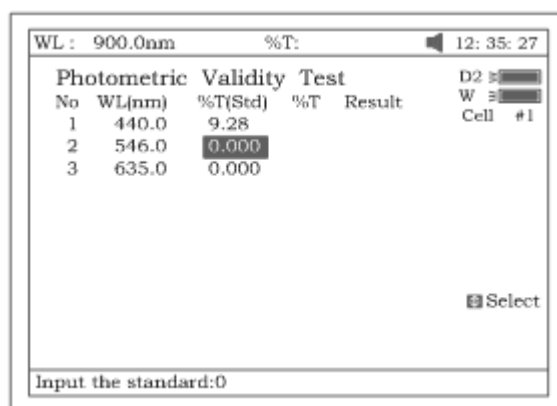 WL : 900.0nm %T: 12: 35: 27
Photometric Validity Test
No WL(nm) %T(Std) %T Result
1 440.0 9.28
2 546.0 0.000
3 635.0 0.000
D2
W
Cell #1
Select
Input the standard:0